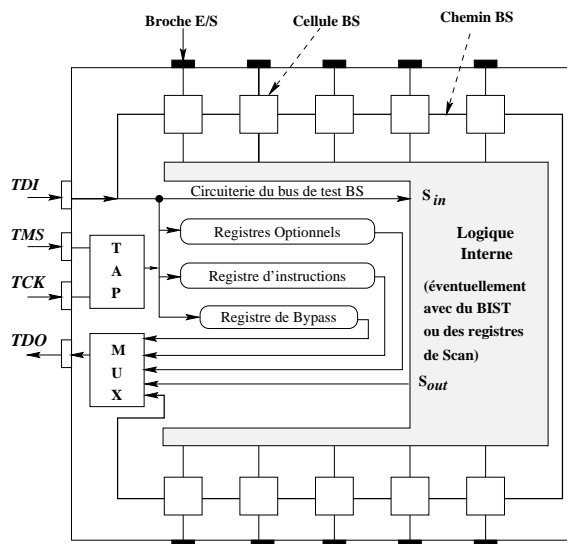 Broche E/S
Cellule BS
Chemin BS
TDI
Circuiterie du bus de test BS
S in
TMS
Registres Optionnels
Logique
Interne
T
A
P
TCK
Registre d'instructions
(éventuellement
avec du BIST
ou des registres
de Scan)
Registre de Bypass
TDO
M
U
X
S out